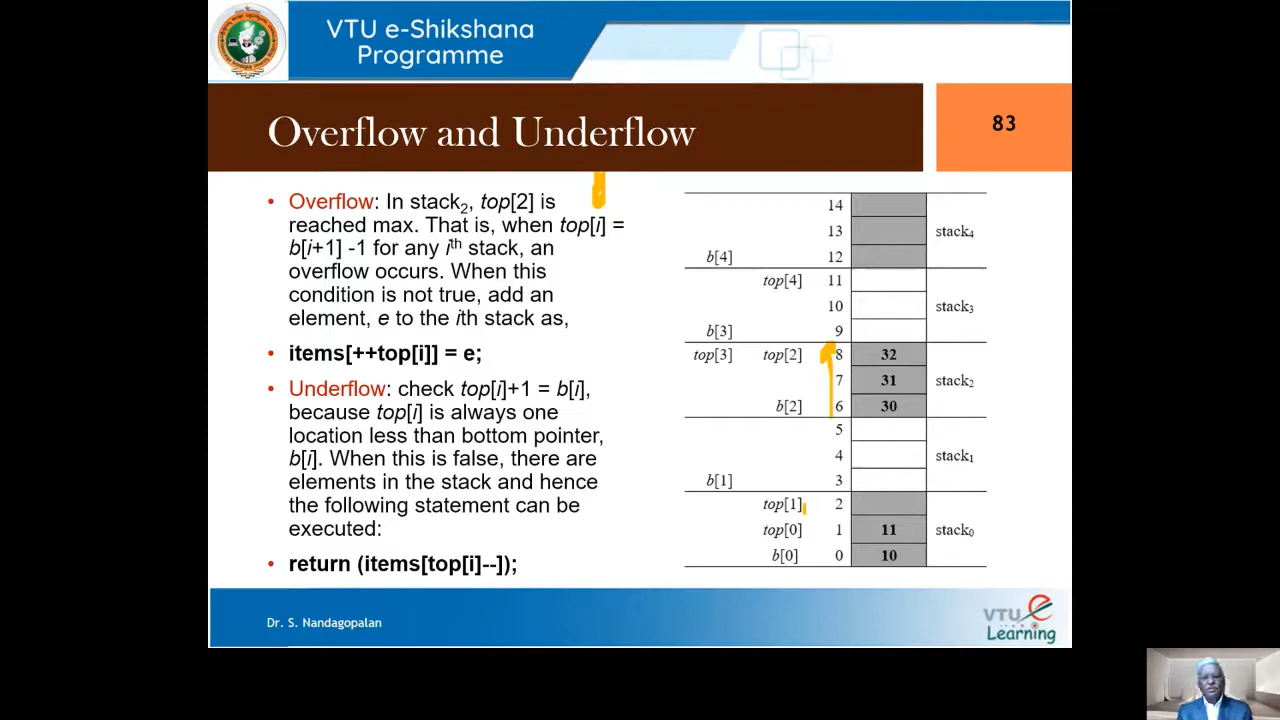 VTU e-Shikshana
Programme
Overflow and Underflow
83
• Overflow: In stack2, top[2] is
reached max. That is, when top[i] =
b[i+1] -1 for any ith stack, an
overflow occurs. When this
condition is not true, add an
element, e to the ith stack as,
• items[++top[i]] = e;
• Underflow: check top[i]+1 = b[i],
because top[i] is always one
location less than bottom pointer,
b[i]. When this is false, there are
elements in the stack and hence
the following statement can be
executed:
• return (items[top[i]--]);
14
13 stack4
b[4] 12
top[4] 11
10 stack3
b[3] 9
top[3] top[2] 8 32
7 31 stack2
b[2] 6 30
5
4 stack1
b[1] 3
top[1] 2
top[0] 1 11 stack0
b[0] 0 10
Dr. S. Nandagopalan
VTU e
Learning